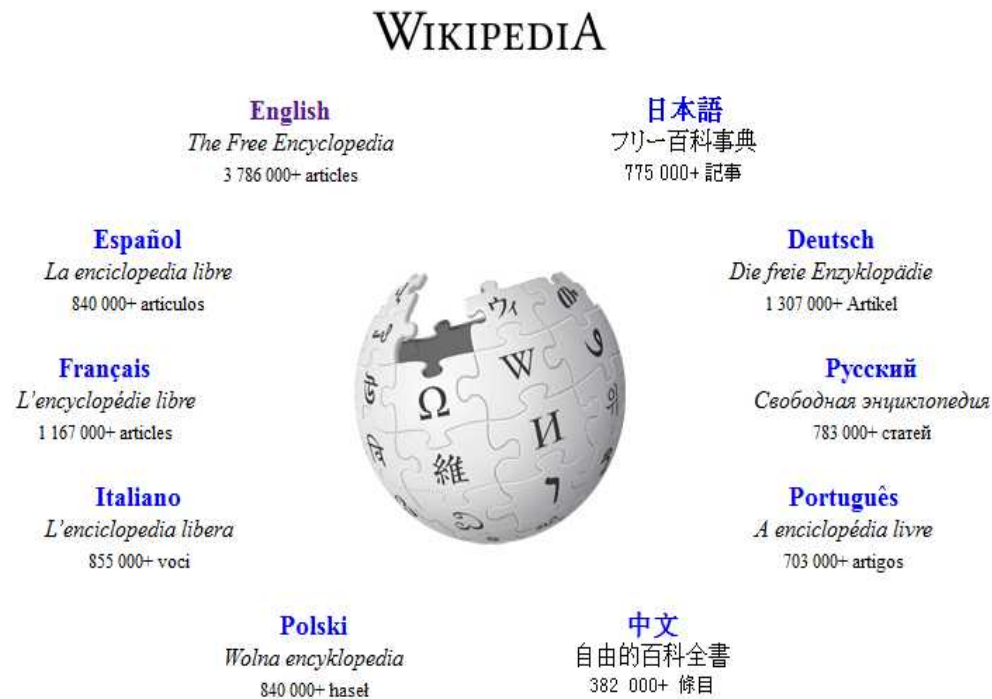 WIKIPEDIA
English
The Free Encyclopedia
3 786 000+ articles
日本語
フリー百科事典
775 000+ 記事
Español
La enciclopedia libre
840 000+ artículos
Deutsch
Die freie Enzyklopädie
1 307 000+ Artikel
Français
L'encyclopédie libre
1 167 000+ articles
Русский
Свободная энциклопедия
783 000+ статей
Italiano
L'enciclopedia libera
855 000+ voci
Português
A enciclopédia livre
703 000+ artigos
Polski
Wolna encyklopedia
840 000+ haseł
中文
自由的百科全書
382 000+ 條目
ウィ
W
Ω
И
維